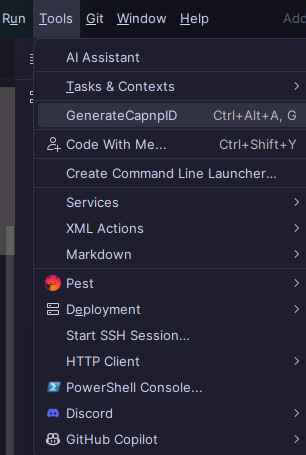 Run Tools Git Window Help Add
AI Assistant
Tasks & Contexts
GenerateCapnpID Ctrl+Alt+A, G
Code With Me... Ctrl+Shift+Y
Create Command Line Launcher...
Services
XML Actions
Markdown
Pest
Deployment
Start SSH Session...
HTTP Client
PowerShell Console...
Discord
GitHub Copilot